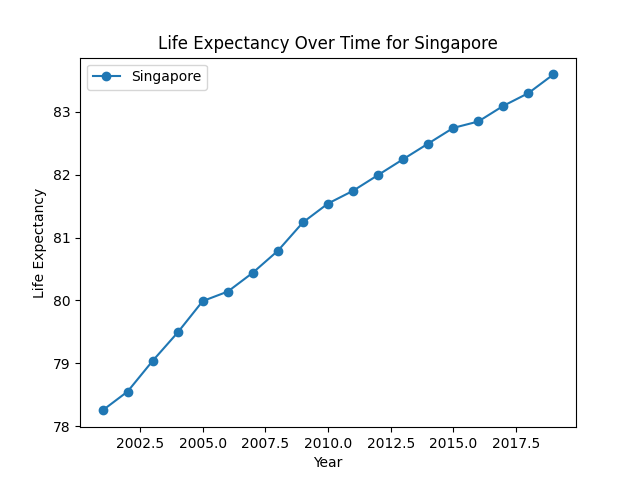 Life Expectancy Over Time for Singapore
Singapore
83
82
81
80
79
78
Life Expectancy
2002.5 2005.0 2007.5 2010.0 2012.5 2015.0 2017.5
Year